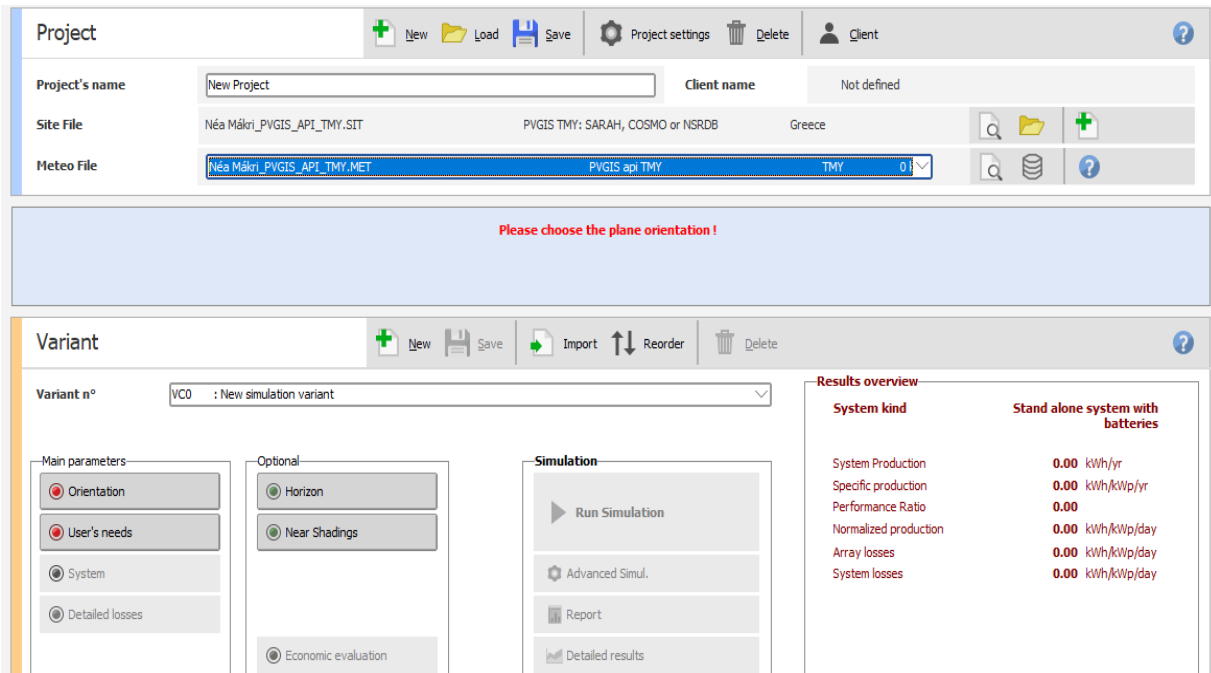 Project New Load Save Project settings Delete Client
Project's name New Project Client name Not defined
Site File Néa Mákri_PVGIS_API_TMY.SIT PVGIS TMY: SARAH, COSMO or NSRDB Greece
Meteo File Néa Mákri_PVGIS_API_TMY.MET PVGIS api TMY TMY 0
Please choose the plane orientation !
Variant New Save Import Reorder Delete
Variant n° VC0 : New simulation variant
Results overview
System kind Stand alone system with
batteries
Main parameters Optional Simulation
Orientation Horizon Run Simulation
User's needs Near Shadings
System Advanced Simul.
Detailed losses Report
Economic evaluation Detailed results
System Production 0.00 kWh/yr
Specific production 0.00 kWh/kWp/yr
Performance Ratio 0.00
Normalized production 0.00 kWh/kWp/day
Array losses 0.00 kWh/kWp/day
System losses 0.00 kWh/kWp/day